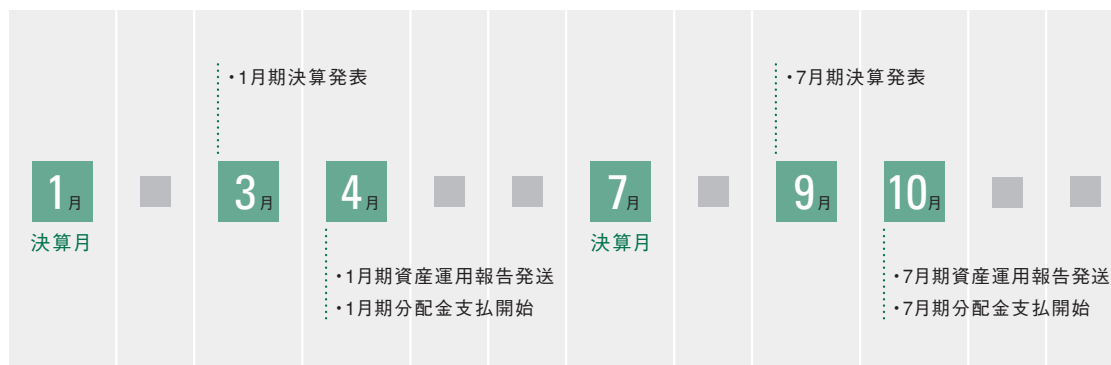 ・1月期決算発表
・7月期決算発表
1月
3月
4月
7月
9月
10月
決算月
決算月
・1月期資産運用報告発送
・1月期分配金支払開始
・7月期資産運用報告発送
・7月期分配金支払開始